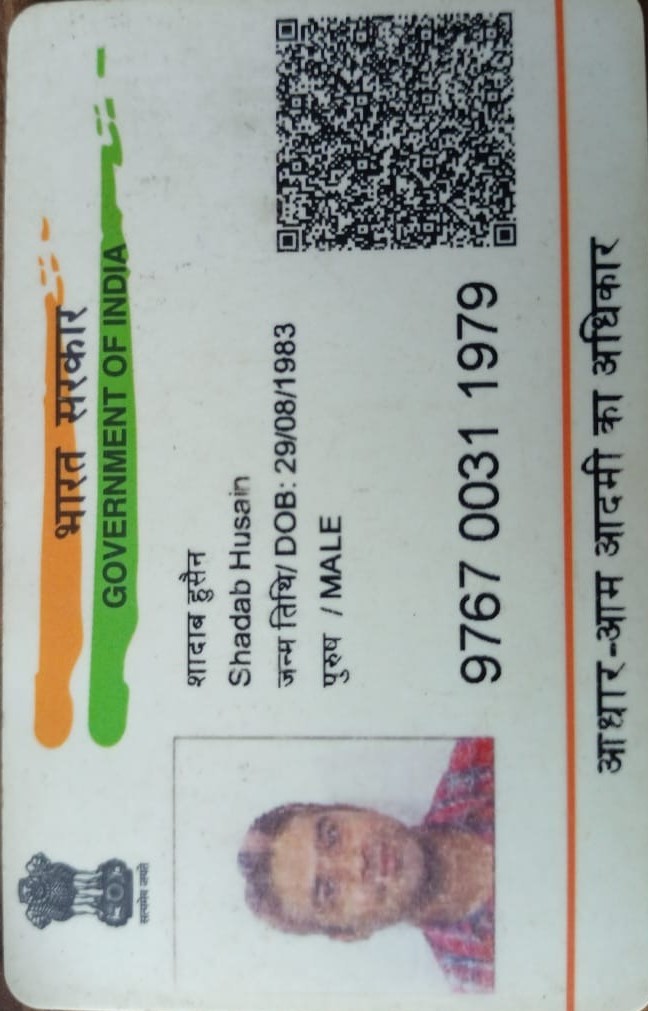 सत्यमेव जयते
भारत सरकार
GOVERNMENT OF INDIA
शादाब हुसैन
Shadab Husain
जन्म तिथि/ DOB: 29/08/1983
पुरुष / MALE
9767 0031 1979
आधार-आम आदमी का अधिकार